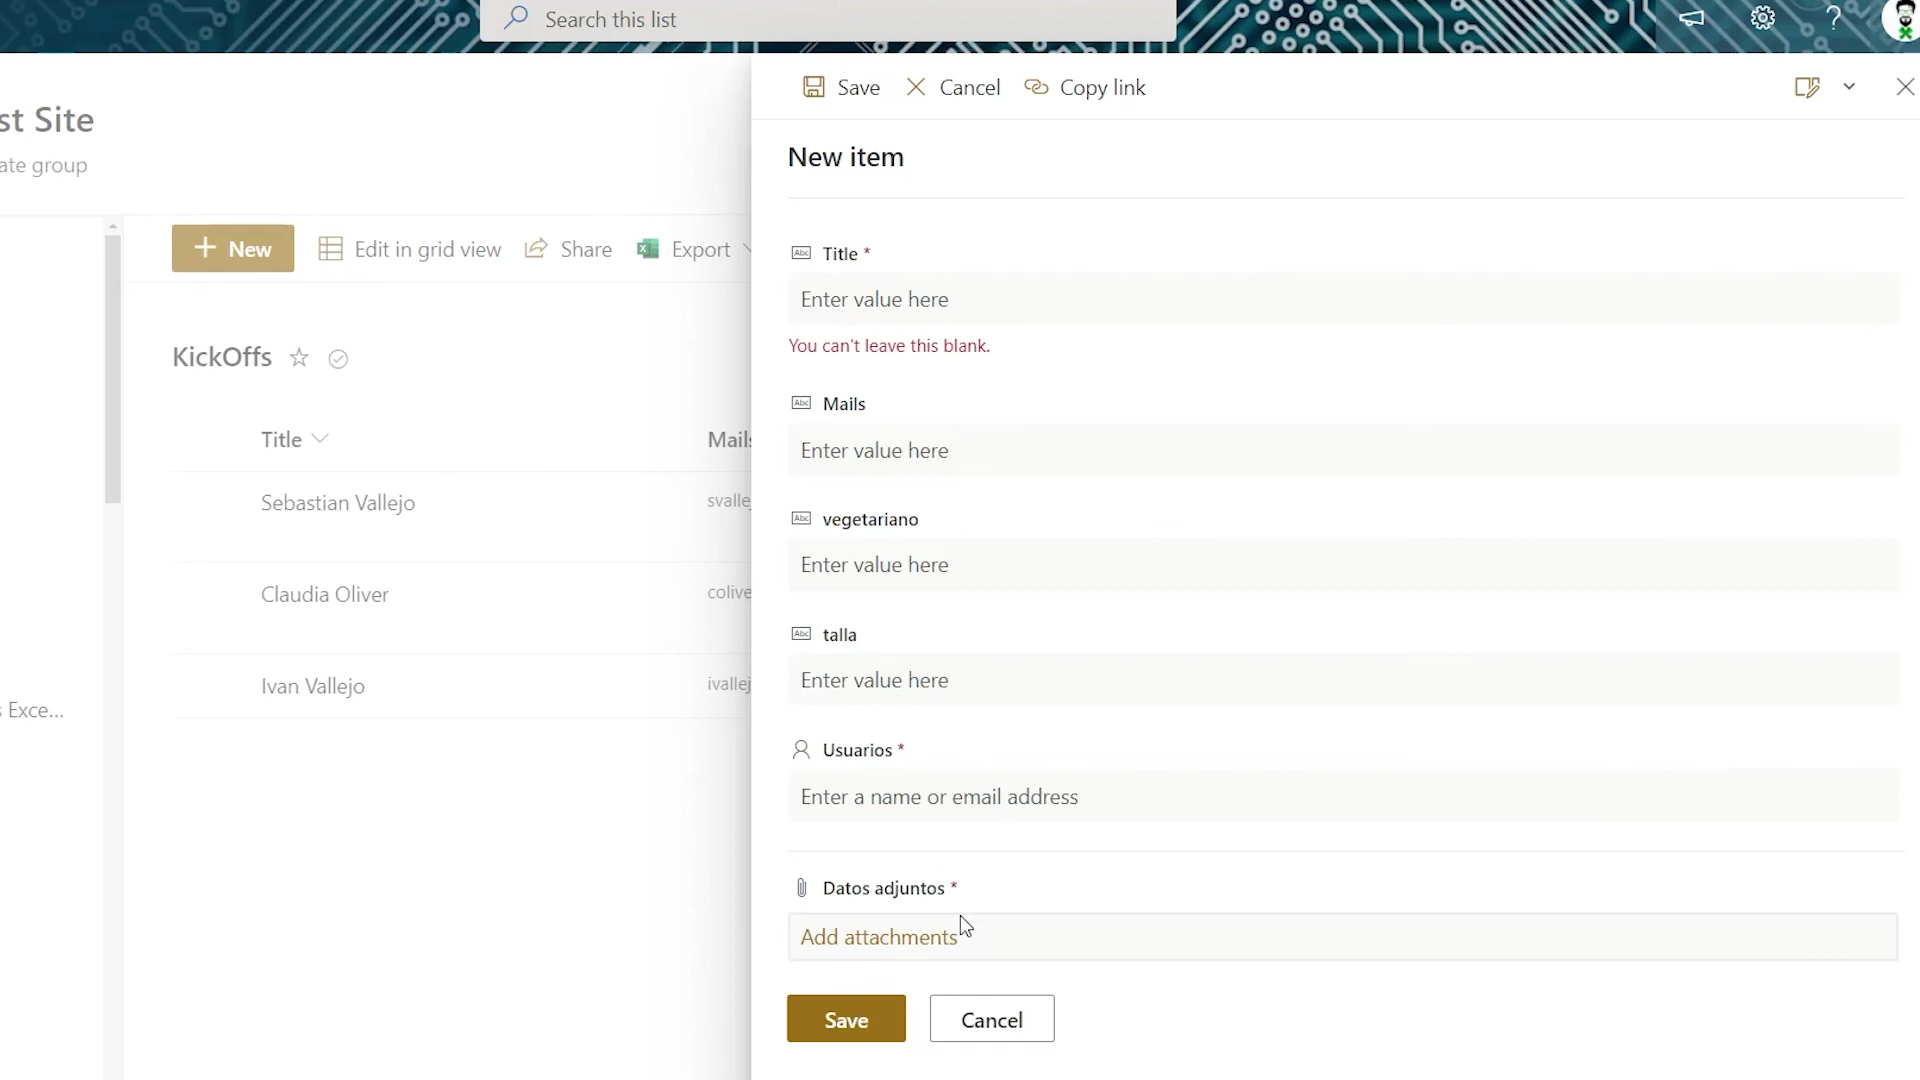 Search this list
Save Cancel Copy link
st Site
ate group
New item
New Edit in grid view Share Export
Title *
Enter value here
You can't leave this blank.
KickOffs
Mails
Enter value here
Title Mails
vegetariano
Enter value here
Sebastian Vallejo svalle
Claudia Oliver colive
talla
Enter value here
Ivan Vallejo ivallej
s Exce...
Usuarios *
Enter a name or email address
Datos adjuntos *
Add attachments
Save Cancel